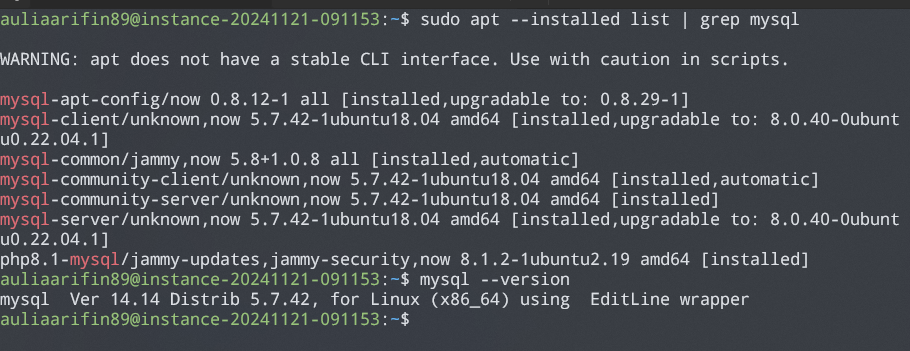 auliaarifin89@instance-20241121-091153:~$ sudo apt --installed list | grep mysql
WARNING: apt does not have a stable CLI interface. Use with caution in scripts.
mysql-apt-config/now 0.8.12-1 all [installed,upgradable to: 0.8.29-1]
mysql-client/unknown,now 5.7.42-1ubuntu18.04 amd64 [installed,upgradable to: 8.0.40-0ubunt
u0.22.04.1]
mysql-common/jammy,now 5.8+1.0.8 all [installed,automatic]
mysql-community-client/unknown,now 5.7.42-1ubuntu18.04 amd64 [installed,automatic]
mysql-community-server/unknown,now 5.7.42-1ubuntu18.04 amd64 [installed]
mysql-server/unknown,now 5.7.42-1ubuntu18.04 amd64 [installed,upgradable to: 8.0.40-0ubunt
u0.22.04.1]
php8.1-mysql/jammy-updates,jammy-security,now 8.1.2-1ubuntu2.19 amd64 [installed]
auliaarifin89@instance-20241121-091153:~$ mysql --version
mysql  Ver 14.14 Distrib 5.7.42, for Linux (x86_64) using  EditLine wrapper
auliaarifin89@instance-20241121-091153:~$